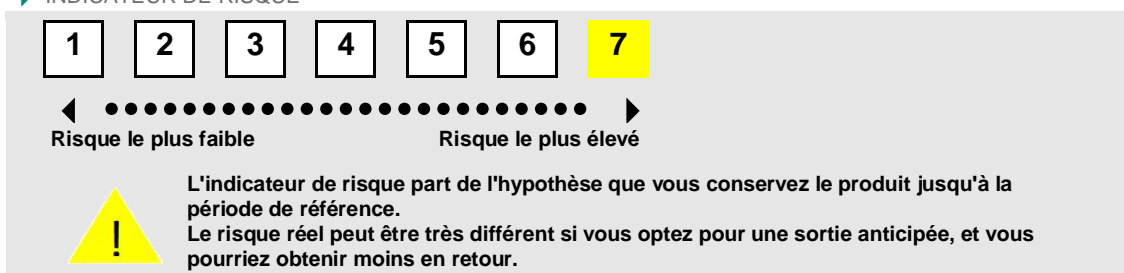 INDICATEUR DE RISQUE
1 2 3 4 5 6 7
Risque le plus faible Risque le plus élevé
L'indicateur de risque part de l'hypothèse que vous conservez le produit jusqu'à la
période de référence.
! Le risque réel peut être très différent si vous optez pour une sortie anticipée, et vous
pourriez obtenir moins en retour.